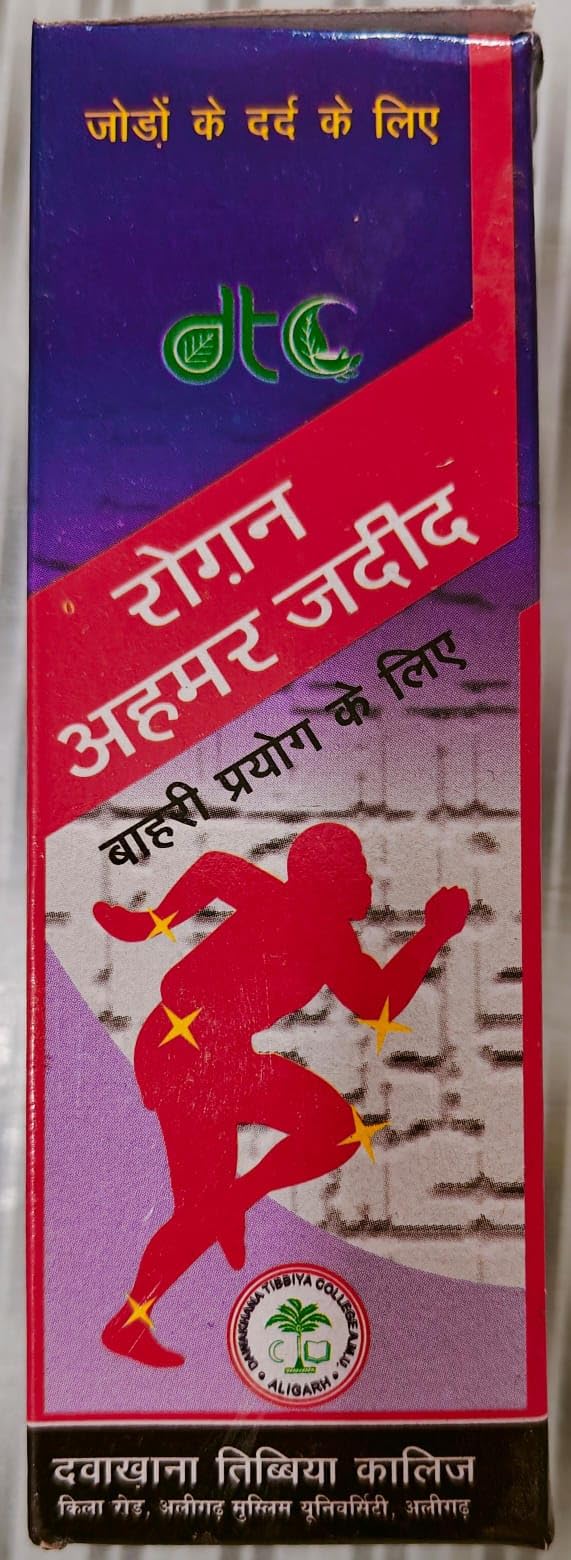 जोड़ों के दर्द के लिए
dtc
रोग़न
अहमर जदीद
बाहरी प्रयोग के लिए
DAWAKHANA TIBBIYA COLLEGE A.M.U.
• ALIGARH •
दवाख़ाना तिब्बिया कालिज
किला रोड, अलीगढ़ मुस्लिम यूनिवर्सिटी, अलीगढ़